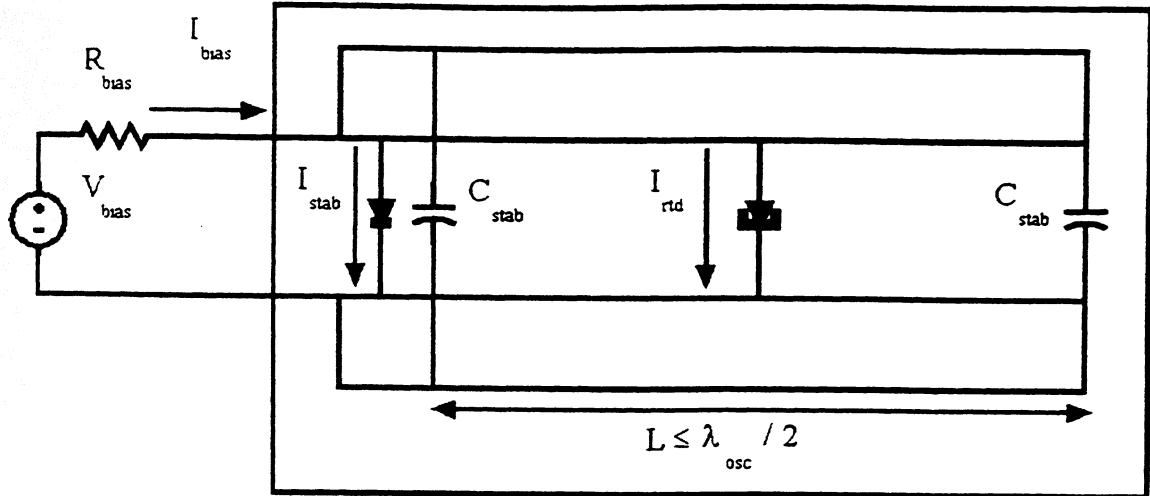 I bias
R bias
V bias
+
-
I stab
C stab
I rtd
C stab
L ≤ λ osc / 2